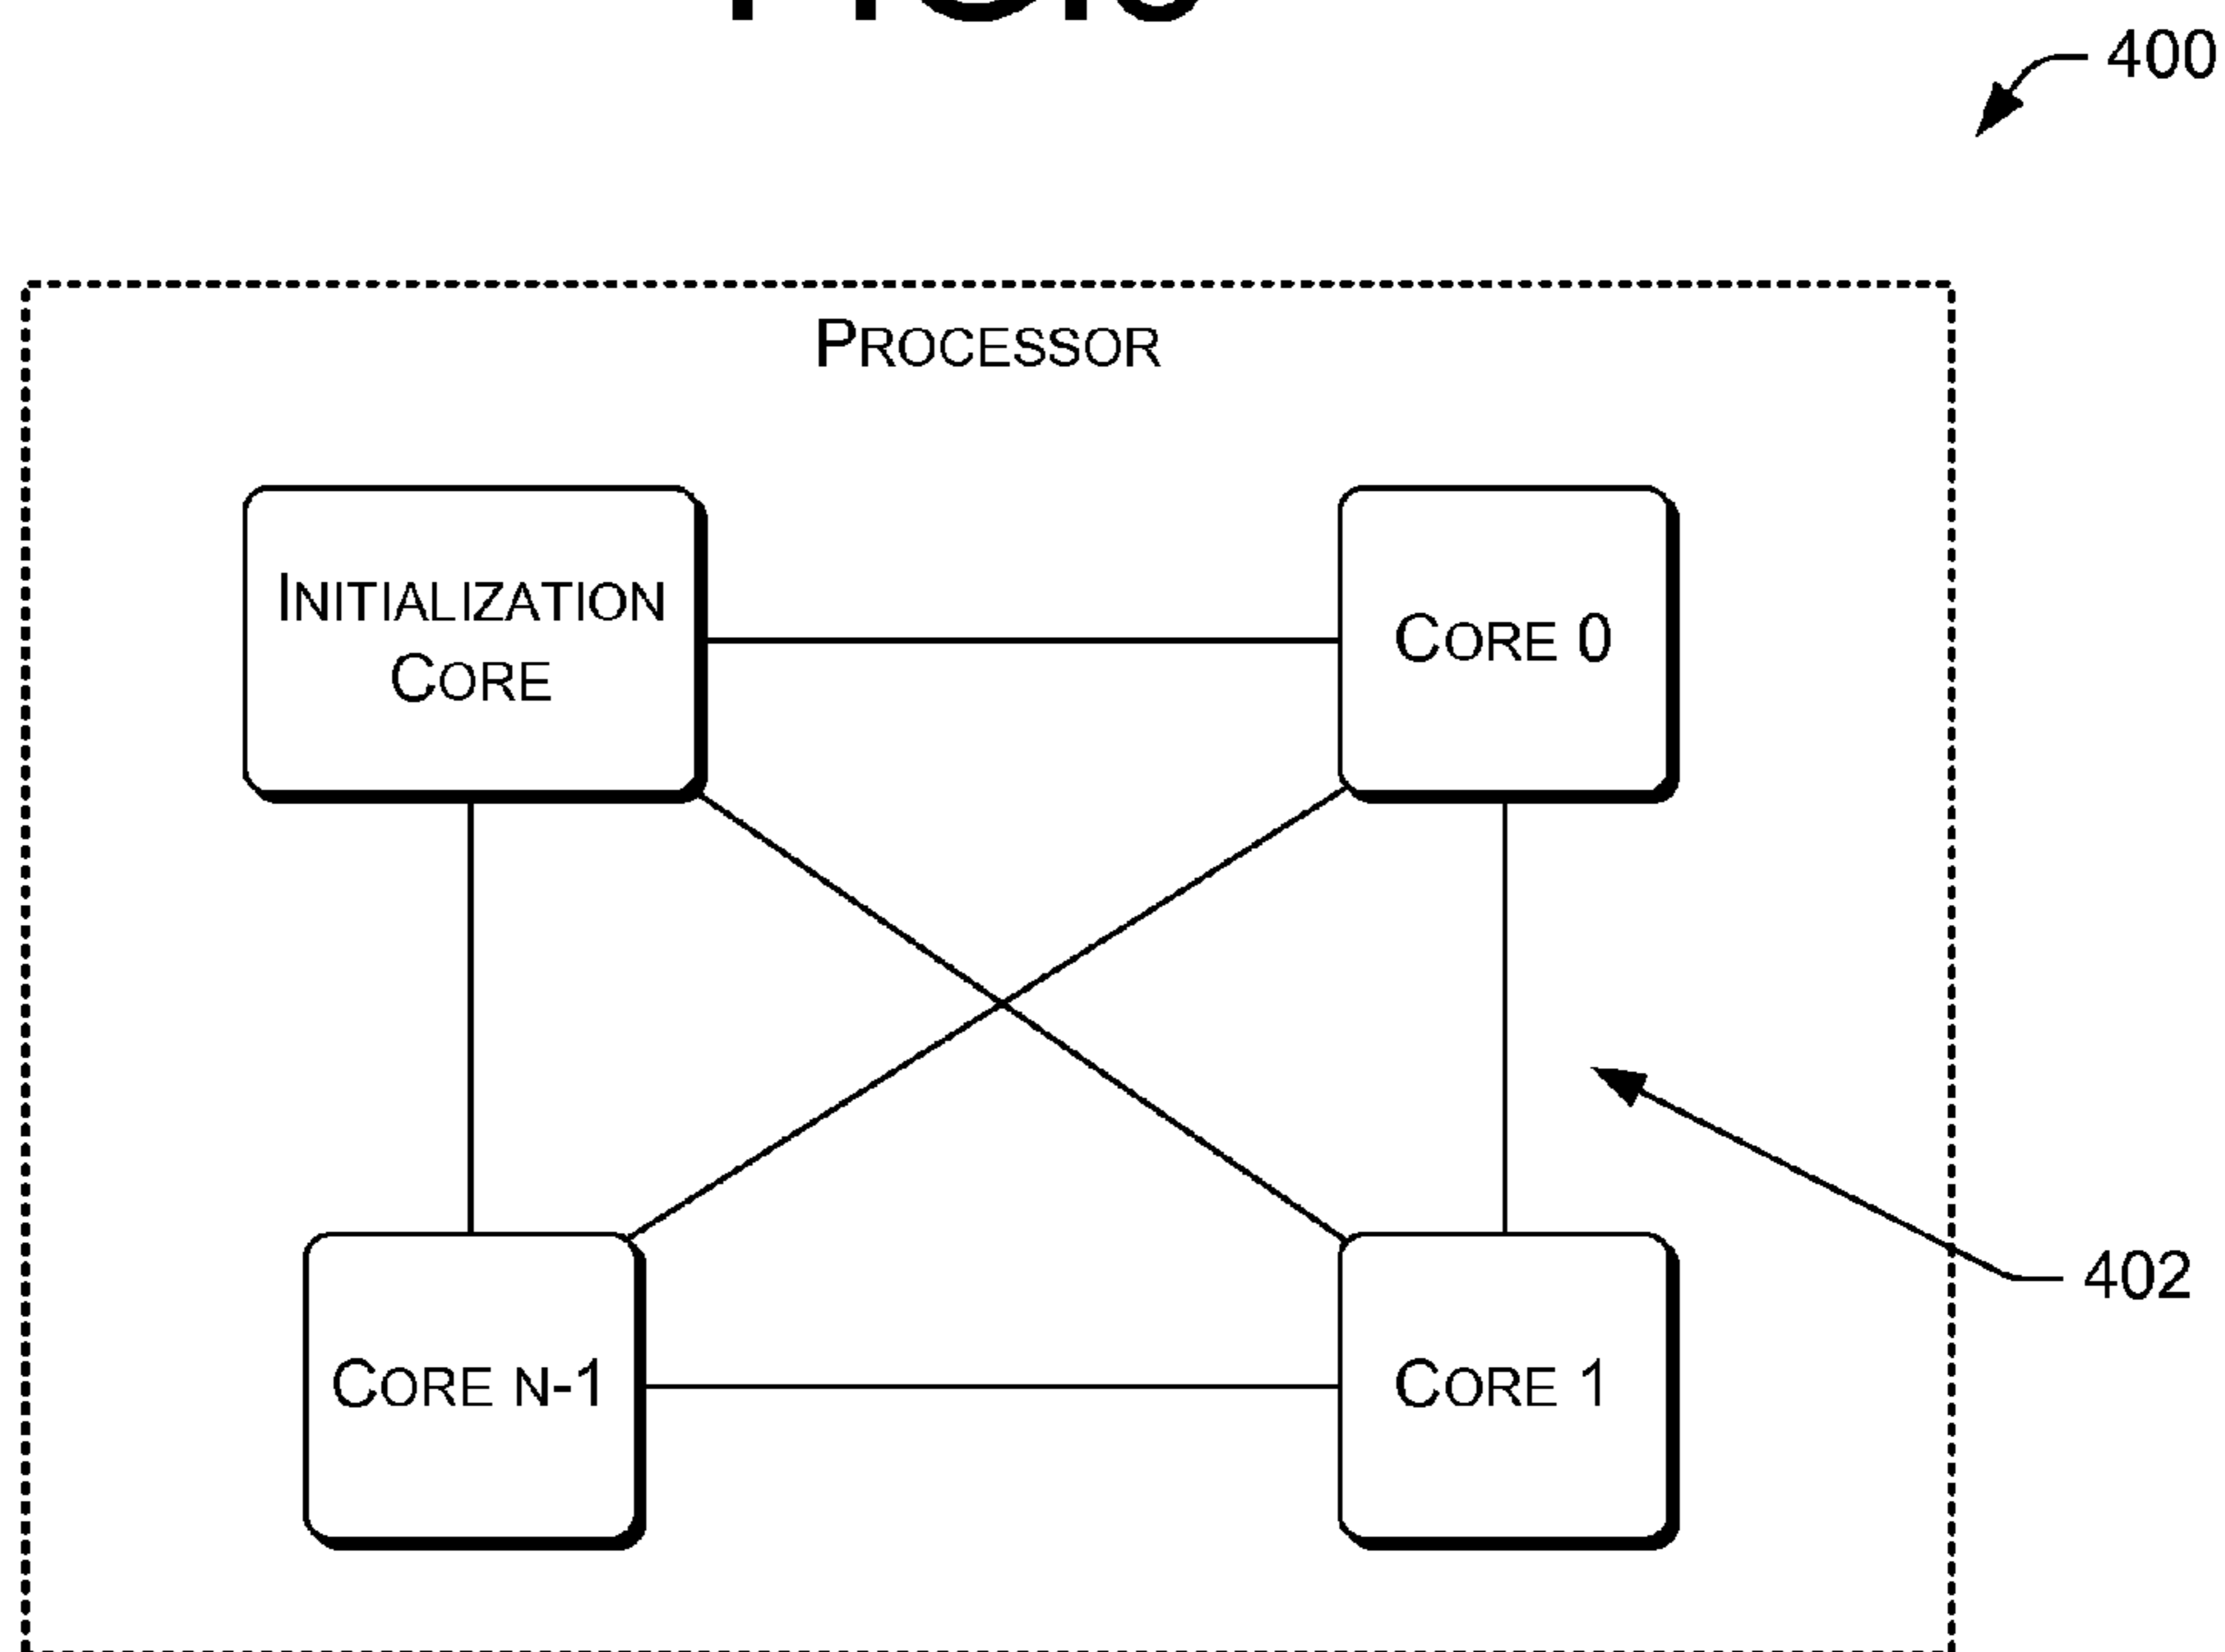 400
PROCESSOR
INITIALIZATION
CORE
CORE 0
CORE N-1
CORE 1
402